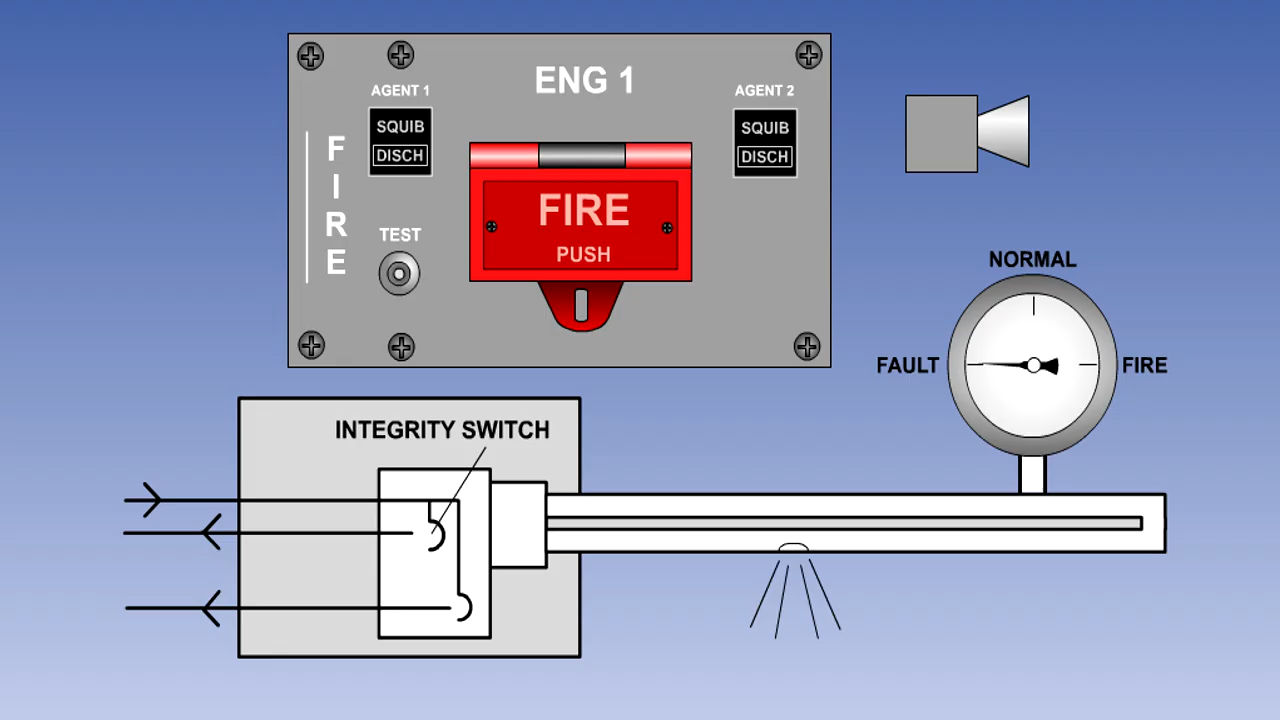 ENG 1
AGENT 1
AGENT 2
SQUIB
DISCH
SQUIB
DISCH
FIRE
TEST
FIRE
PUSH
NORMAL
FAULT
FIRE
INTEGRITY SWITCH